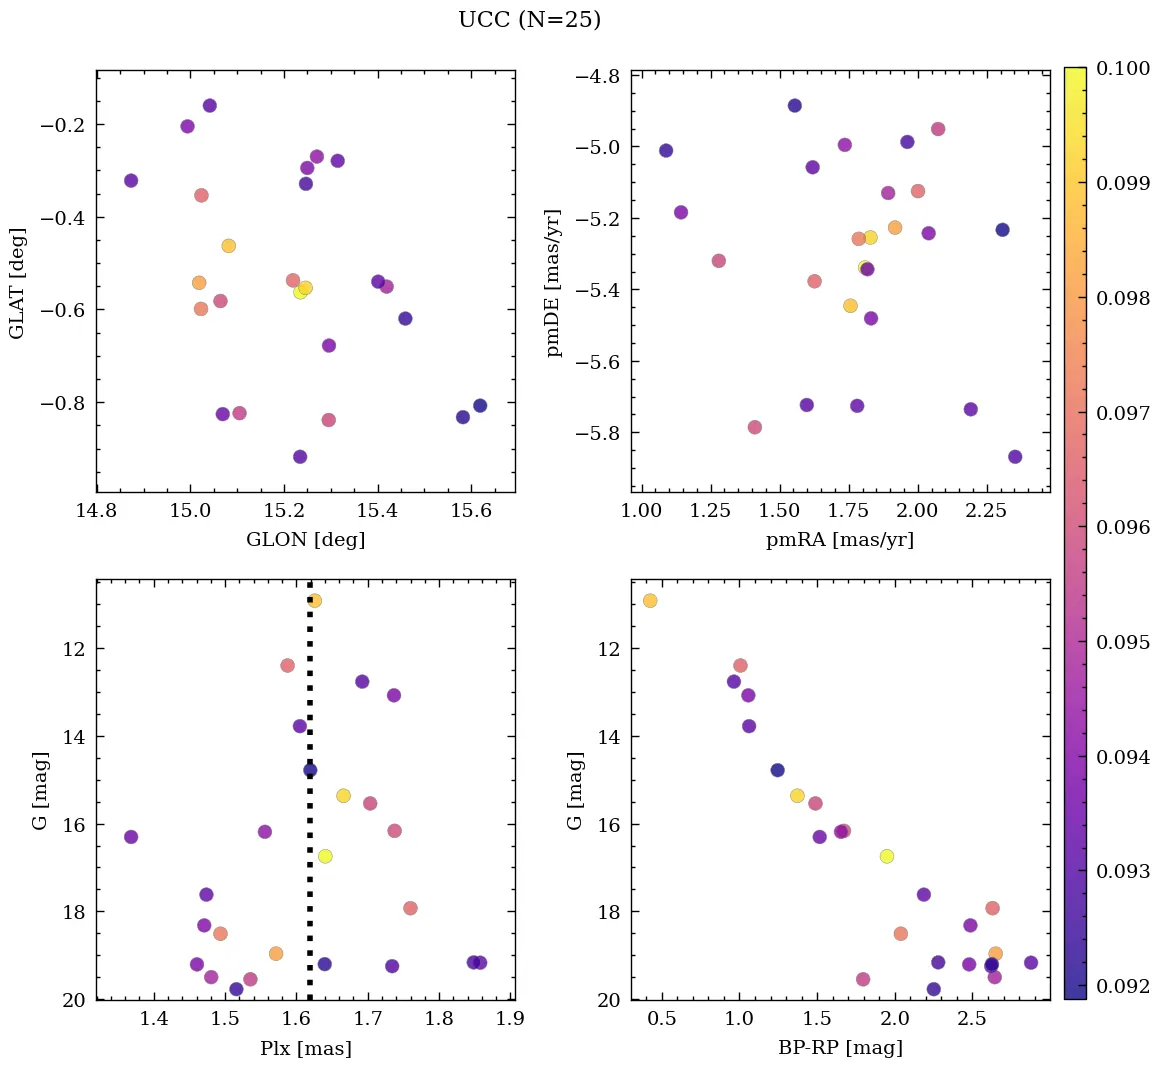 UCC (N=25)
−0.2
−0.4
−0.6
−0.8
GLAT [deg]
14.8 15.0 15.2 15.4 15.6
GLON [deg]
−4.8
−5.0
−5.2
−5.4
−5.6
−5.8
pmDE [mas/yr]
1.00 1.25 1.50 1.75 2.00 2.25
pmRA [mas/yr]
12
14
16
18
20
G [mag]
1.4 1.5 1.6 1.7 1.8 1.9
Plx [mas]
12
14
16
18
20
G [mag]
0.5 1.0 1.5 2.0 2.5
BP-RP [mag]
0.100
0.099
0.098
0.097
0.096
0.095
0.094
0.093
0.092